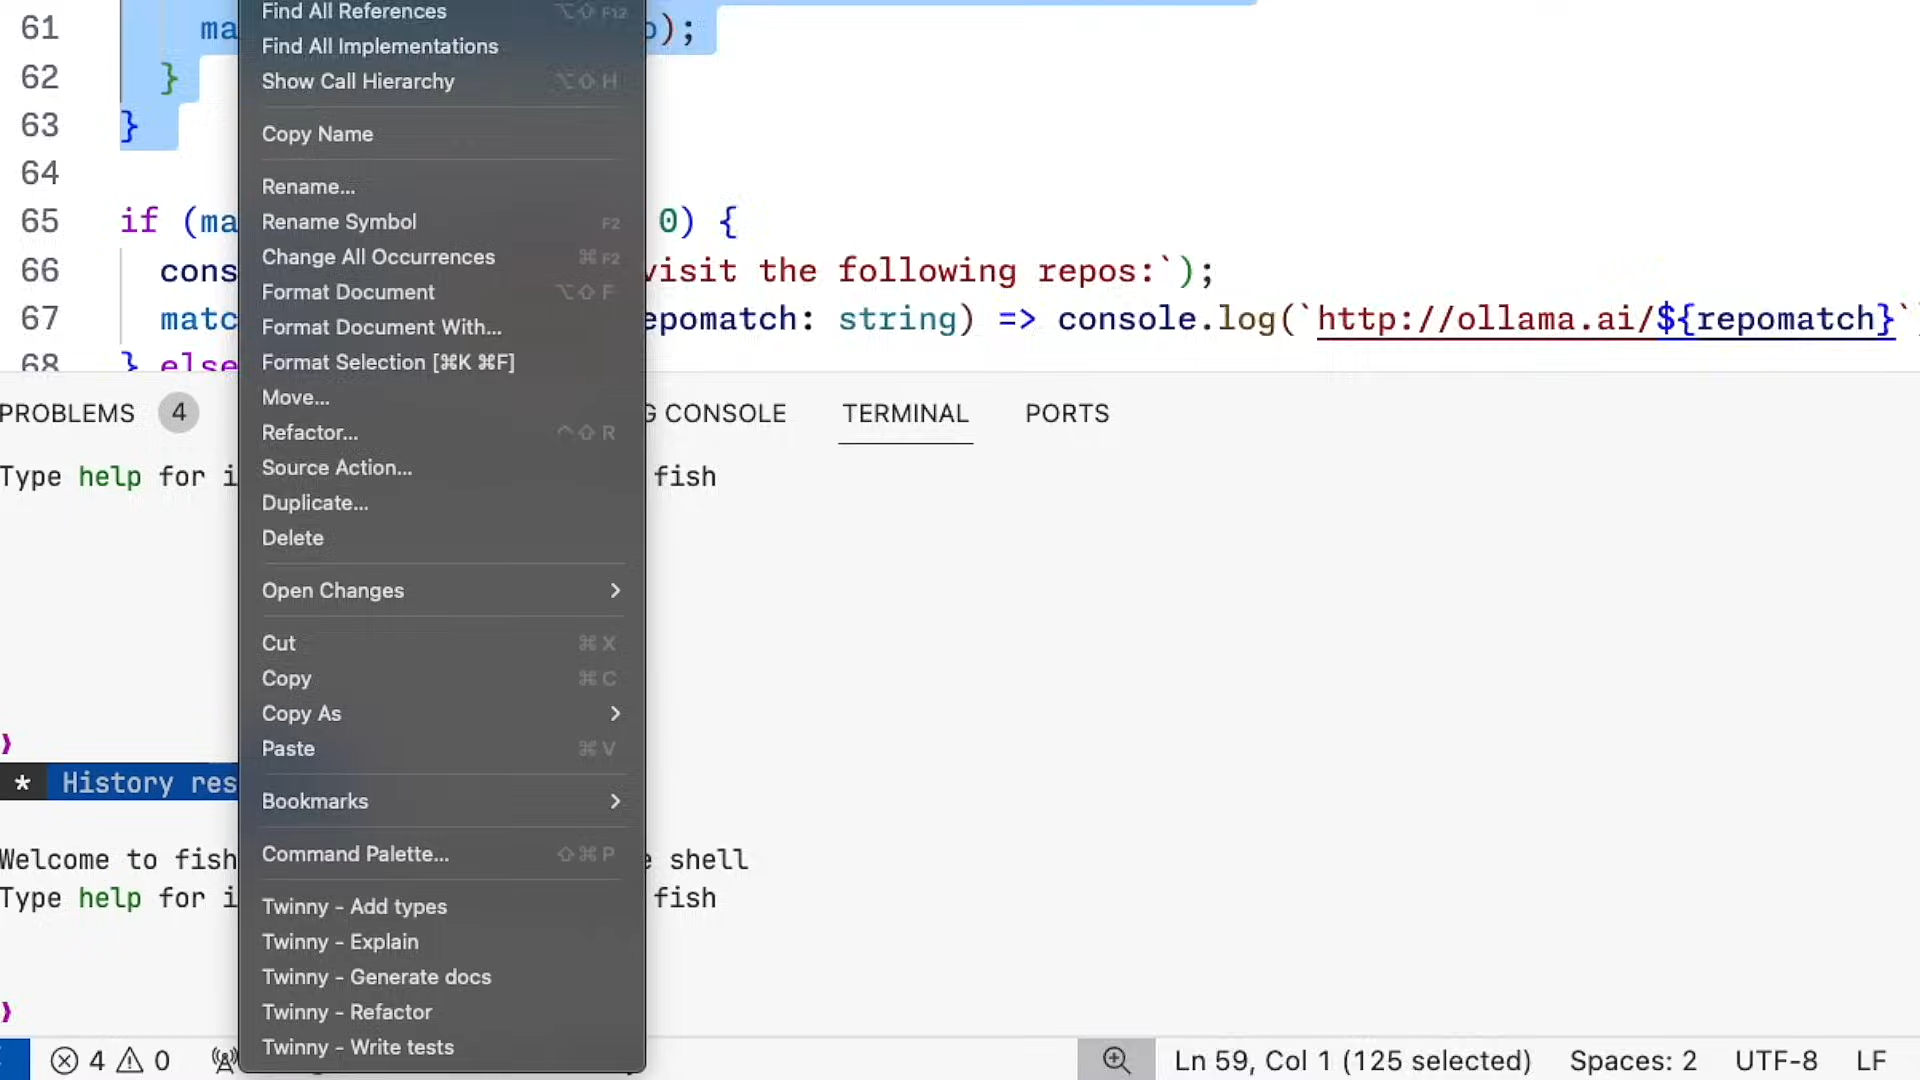 61 ma );
62 }
63 }
64
65 if (ma 0) {
66 cons visit the following repos:`);
67 matc epomatch: string) => console.log(`http://ollama.ai/${repomatch}`
68 } else
Find All References ⌥⇧ F12
Find All Implementations
Show Call Hierarchy ⌥⇧ H
Copy Name
Rename...
Rename Symbol F2
Change All Occurrences ⌘ F2
Format Document ⌥⇧ F
Format Document With...
Format Selection [⌘K ⌘F]
Move...
Refactor... ^⇧ R
Source Action...
Duplicate...
Delete
Open Changes >
Cut ⌘ X
Copy ⌘ C
Copy As >
Paste ⌘ V
Bookmarks >
Command Palette... ⇧⌘ P
Twinny - Add types
Twinny - Explain
Twinny - Generate docs
Twinny - Refactor
Twinny - Write tests
PROBLEMS 4 G CONSOLE TERMINAL PORTS
Type help for i fish
* History res
Welcome to fish e shell
Type help for i fish
4 0 Ln 59, Col 1 (125 selected) Spaces: 2 UTF-8 LF